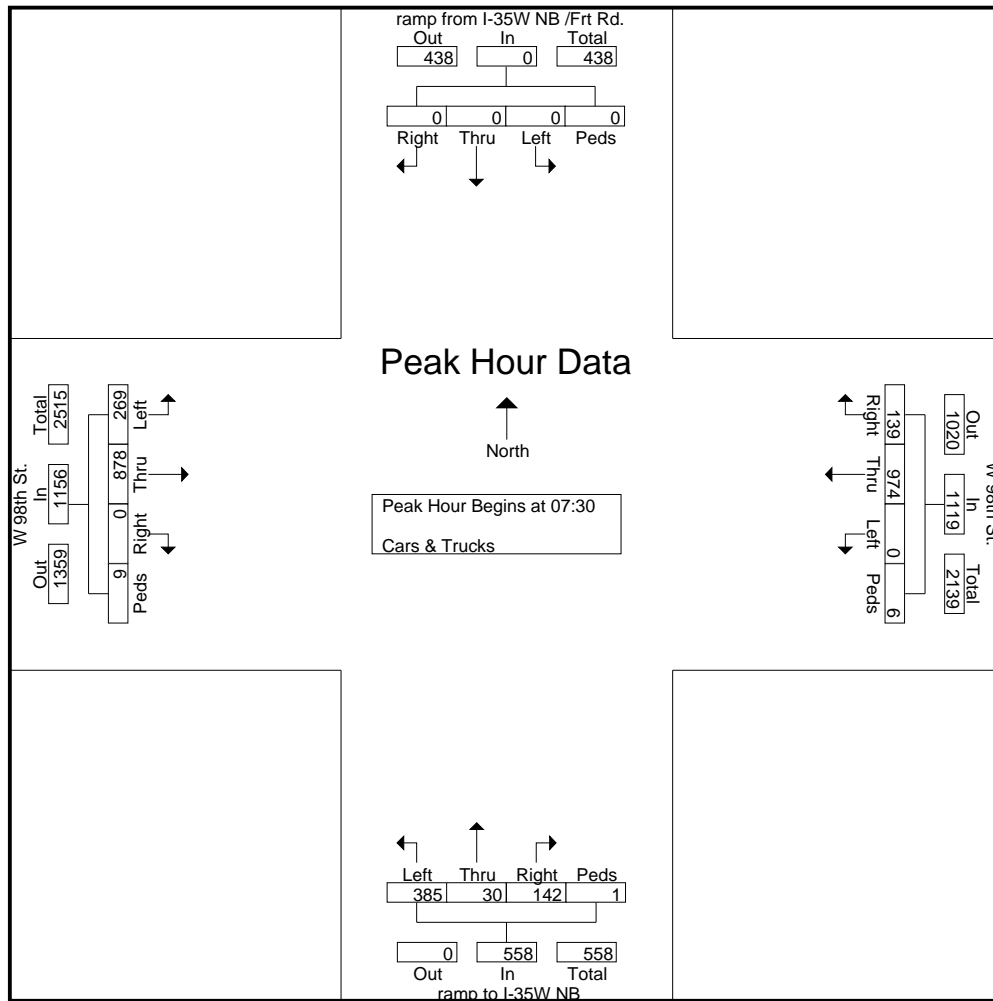 ramp from I-35W NB /Frt Rd.
Out In Total
438 0 438
0 0 0 0
Right Thru Left Peds
Peak Hour Data
North
Peak Hour Begins at 07:30
Cars & Trucks
W 98th St.
Total In Out
2515 1156 1359
269 878 0 9
Left Thru Right Peds
W 98th St.
Out In Total
1020 1119 2139
139 974 0 6
Right Thru Left Peds
Left Thru Right Peds
385 30 142 1
0 558 558
Out In Total
ramp to I-35W NB